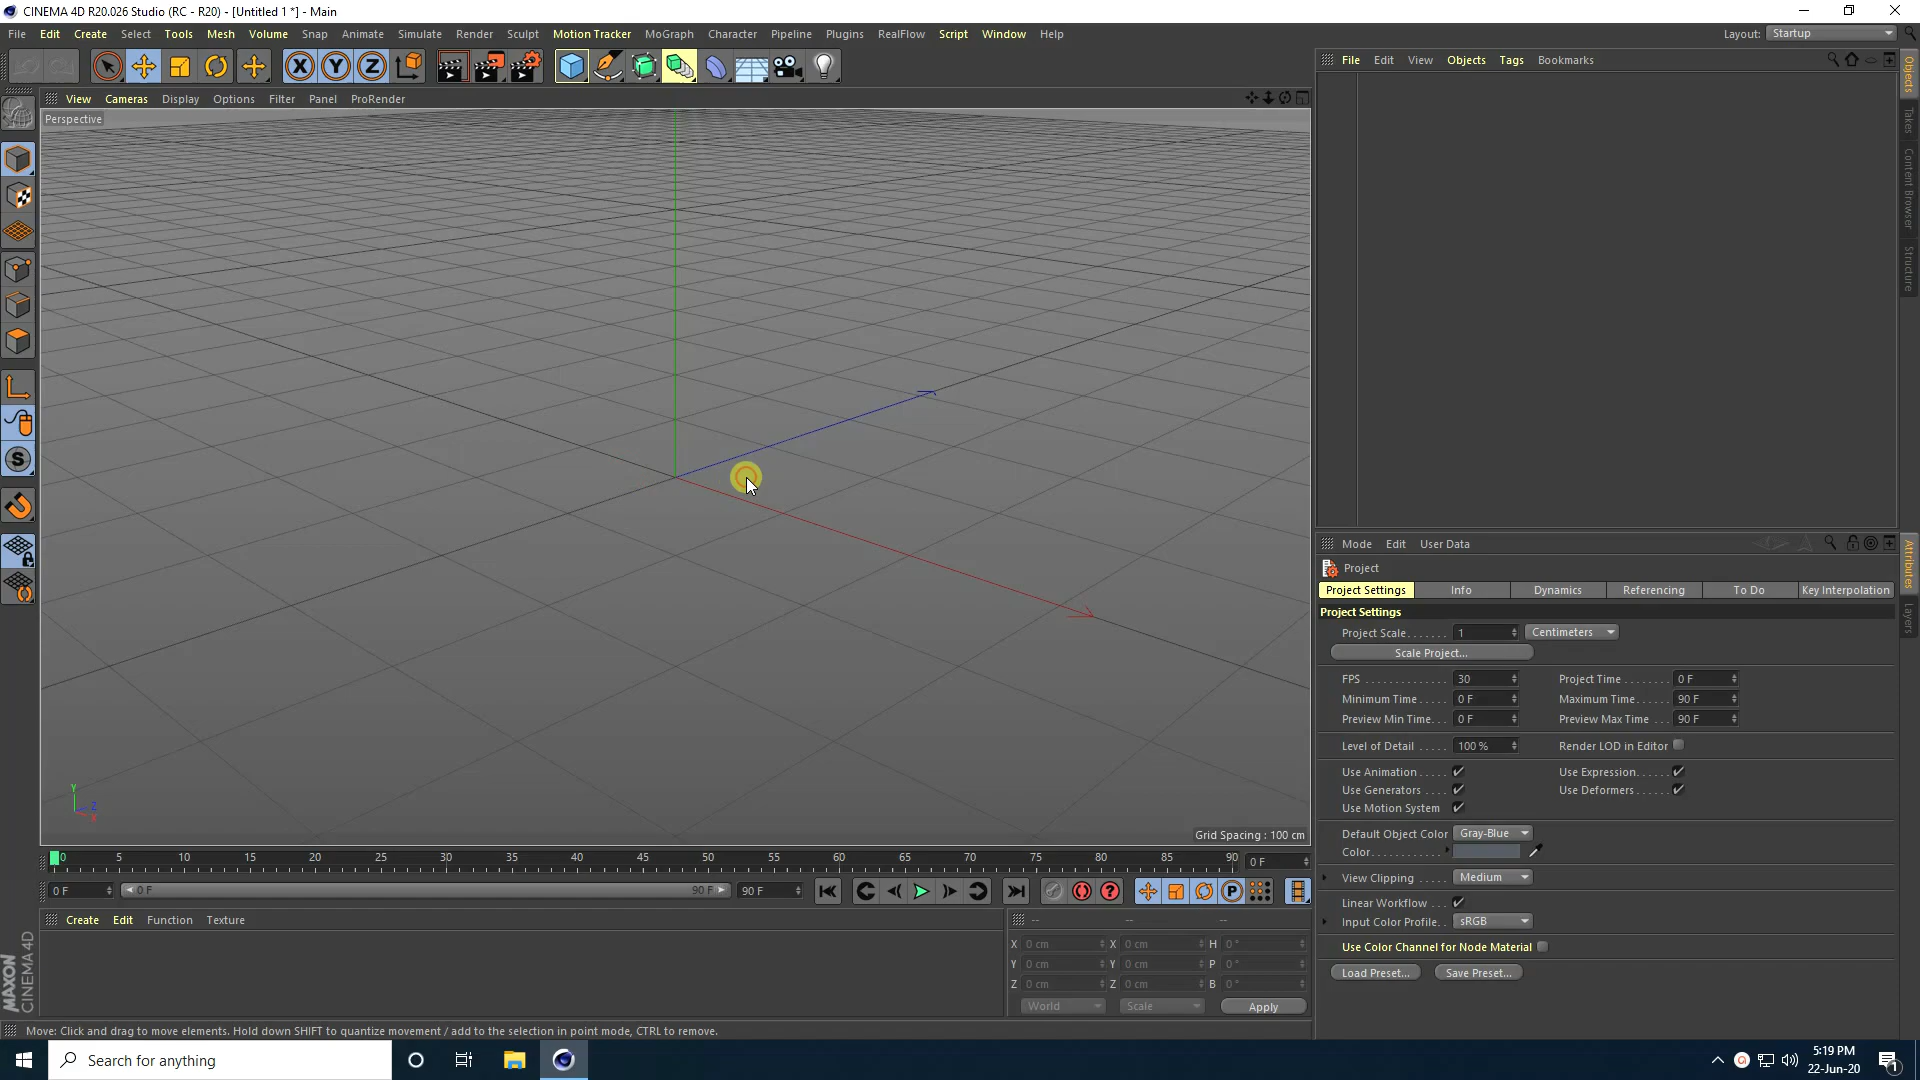 CINEMA 4D R20.026 Studio (RC - R20) - [Untitled 1 *] - Main
File Edit Create Select Tools Mesh Volume Snap Animate Simulate Render Sculpt Motion Tracker MoGraph Character Pipeline Plugins RealFlow Script Window Help
Layout: Startup
View Cameras Display Options Filter Panel ProRender
Perspective
File Edit View Objects Tags Bookmarks
Objects
Takes
Content Browser
Structure
Y
Z
X
Grid Spacing : 100 cm
Mode Edit User Data
Attributes
Layers
Project
Project Settings Info Dynamics Referencing To Do Key Interpolation
Project Settings
Project Scale. . . . . . . 1 Centimeters
Scale Project...
FPS . . . . . . . . . . . . . . 30 Project Time . . . . . . . . 0 F
Minimum Time . . . . . 0 F Maximum Time. . . . . . 90 F
Preview Min Time. . . 0 F Preview Max Time . . . 90 F
Level of Detail . . . . . 100 % Render LOD in Editor
Use Animation . . . . . Use Expression. . . . . .
Use Generators . . . . Use Deformers . . . . . .
Use Motion System
Default Object Color Gray-Blue
Color. . . . . . . . . . . .
View Clipping . . . . . Medium
Linear Workflow . . .
Input Color Profile. . sRGB
Use Color Channel for Node Material
Load Preset... Save Preset...
0 5 10 15 20 25 30 35 40 45 50 55 60 65 70 75 80 85 90 0 F
0 F 0 F 90 F 90 F
Create Edit Function Texture
-- -- --
X 0 cm X 0 cm H 0 °
Y 0 cm Y 0 cm P 0 °
Z 0 cm Z 0 cm B 0 °
World Scale Apply
MAXON
CINEMA 4D
Move: Click and drag to move elements. Hold down SHIFT to quantize movement / add to the selection in point mode, CTRL to remove.
Search for anything
5:19 PM
22-Jun-20
1